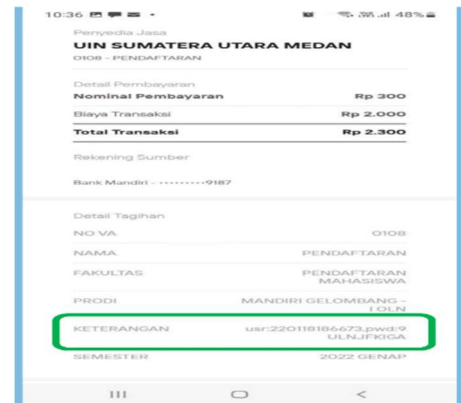 10:36
48%
Penyedia Jasa
UIN SUMATERA UTARA MEDAN
0108 - PENDAFTARAN
Detail Pembayaran
Nominal Pembayaran Rp 300
Biaya Transaksi Rp 2.000
Total Transaksi Rp 2.300
Rekening Sumber
Bank Mandiri - •••••••••9187
Detail Tagihan
NO VA 0108
NAMA PENDAFTARAN
FAKULTAS PENDAFTARAN
MAHASISWA
PRODI MANDIRI GELOMBANG -
I OLN
KETERANGAN usr:220118186673.pwd:9
ULNJFKIGA
SEMESTER 2022 GENAP